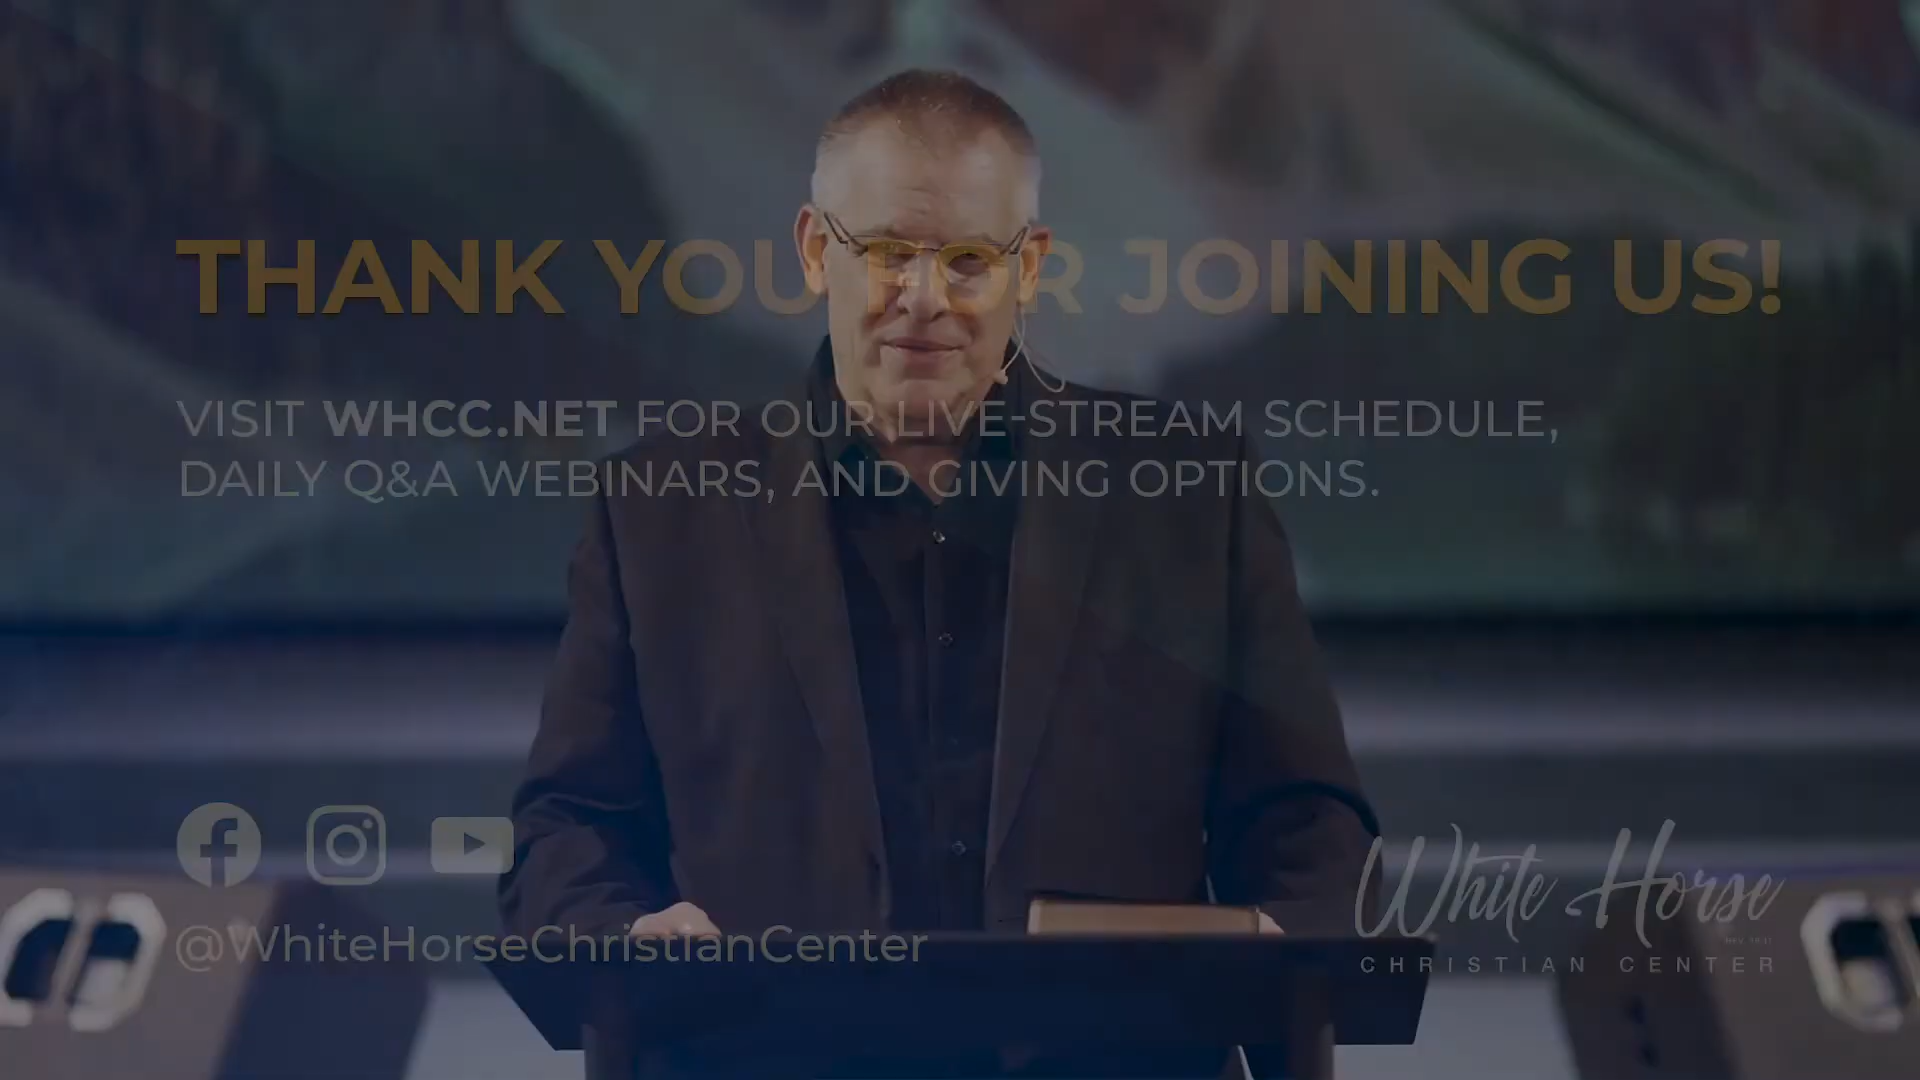 THANK YOU FOR JOINING US!
VISIT WHCC.NET FOR OUR LIVE-STREAM SCHEDULE,
DAILY Q&A WEBINARS, AND GIVING OPTIONS.
@WhiteHorseChristianCenter
White Horse
CHRISTIAN CENTER